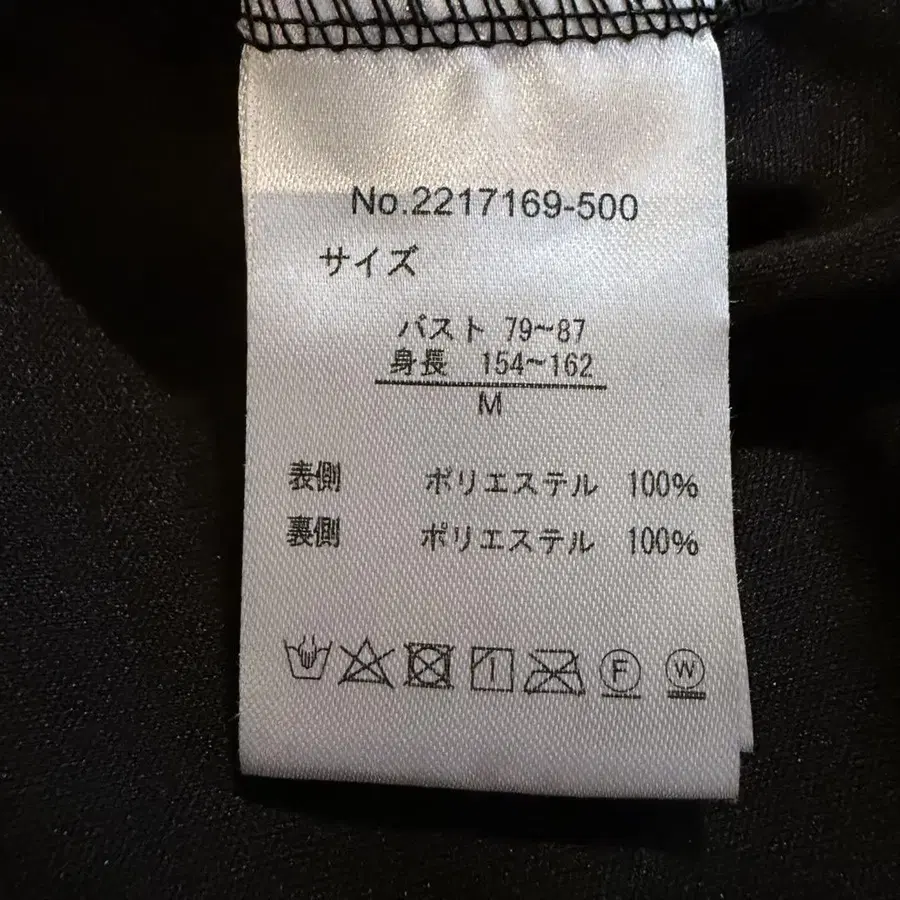 No.2217169-500
サイズ
バスト 79~87
身長 154~162
M
表側 ポリエステル 100%
裏側 ポリエステル 100%
F W